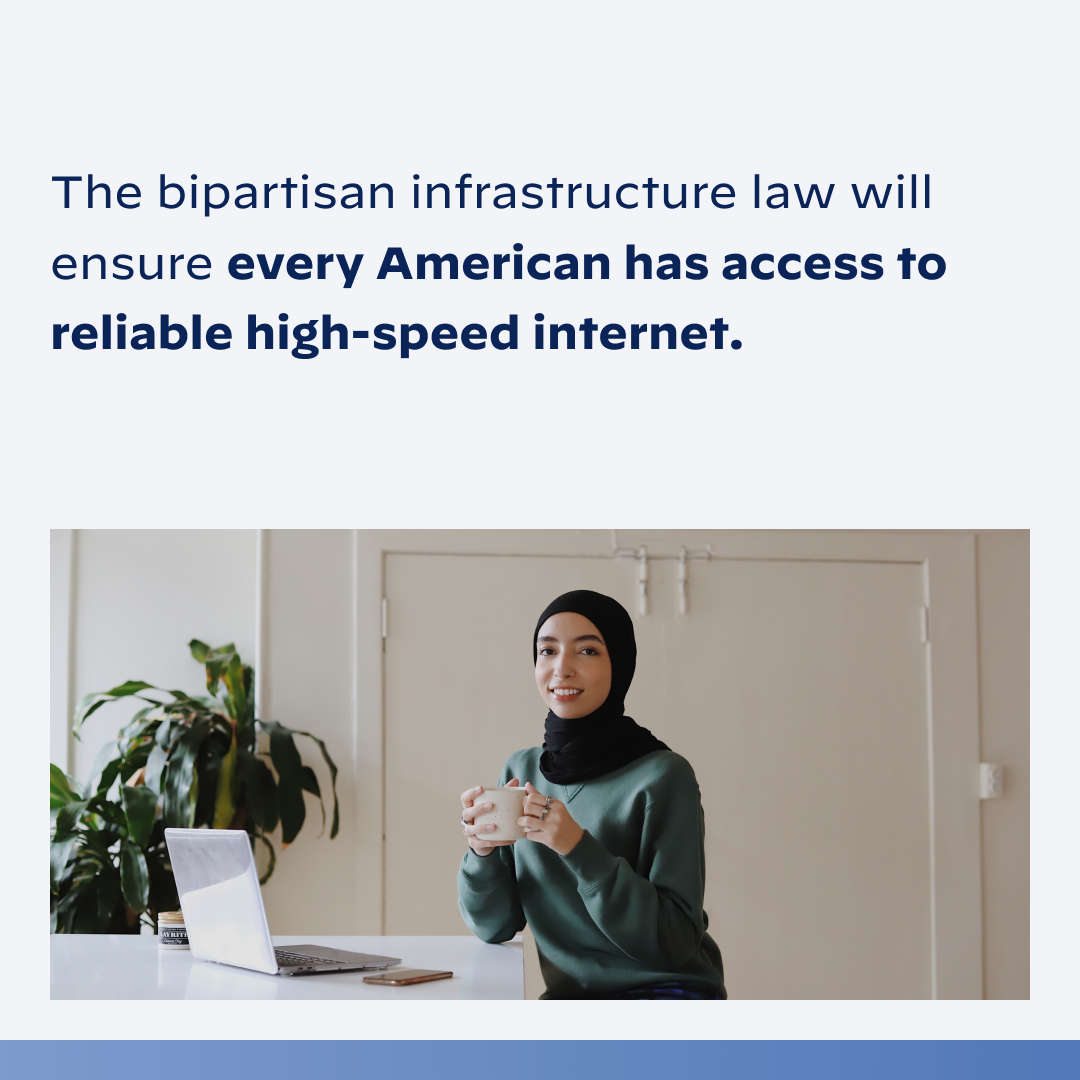 The bipartisan infrastructure law will
ensure every American has access to
reliable high-speed internet.